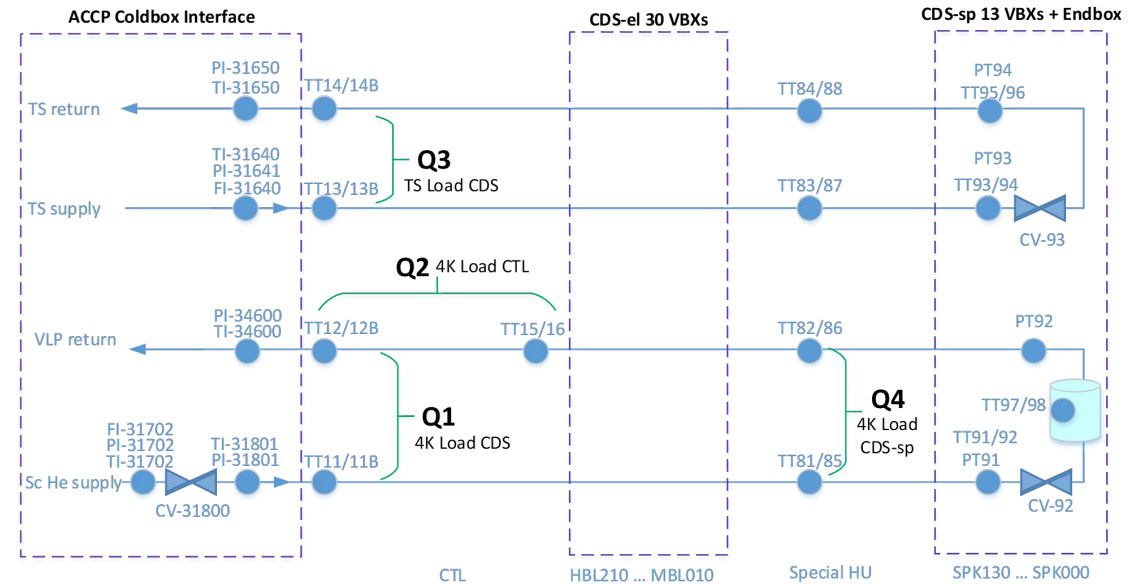 ACCP Coldbox Interface
CDS-el 30 VBXs
CDS-sp 13 VBXs + Endbox
PI-31650
TI-31650
TT14/14B
TT84/88
PT94
TT95/96
TS return
Q3
TS Load CDS
TI-31640
PI-31641
FI-31640
TT13/13B
TT83/87
PT93
TT93/94
TS supply
CV-93
Q2 4K Load CTL
PI-34600
TI-34600
TT12/12B
TT15/16
TT82/86
PT92
VLP return
Q1
4K Load CDS
Q4
4K Load
CDS-sp
TT97/98
FI-31702
PI-31702
TI-31702
TI-31801
PI-31801
TT11/11B
TT81/85
TT91/92
PT91
Sc He supply
CV-31800
CV-92
CTL
HBL210 ... MBL010
Special HU
SPK130 ... SPK000